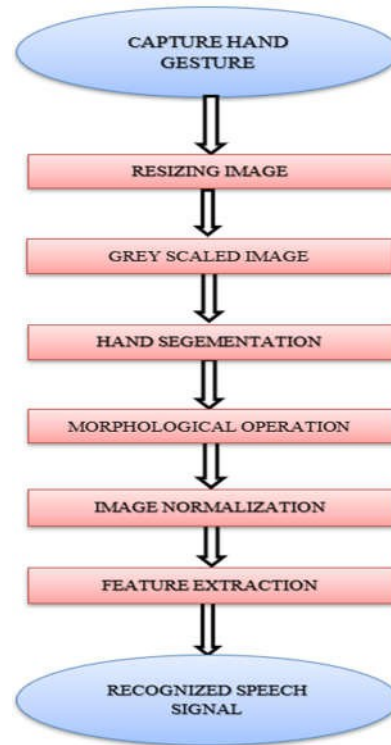 CAPTURE HAND
GESTURE
RESIZING IMAGE
GREY SCALED IMAGE
HAND SEGEMENTATION
MORPHOLOGICAL OPERATION
IMAGE NORMALIZATION
FEATURE EXTRACTION
RECOGNIZED SPEECH
SIGNAL